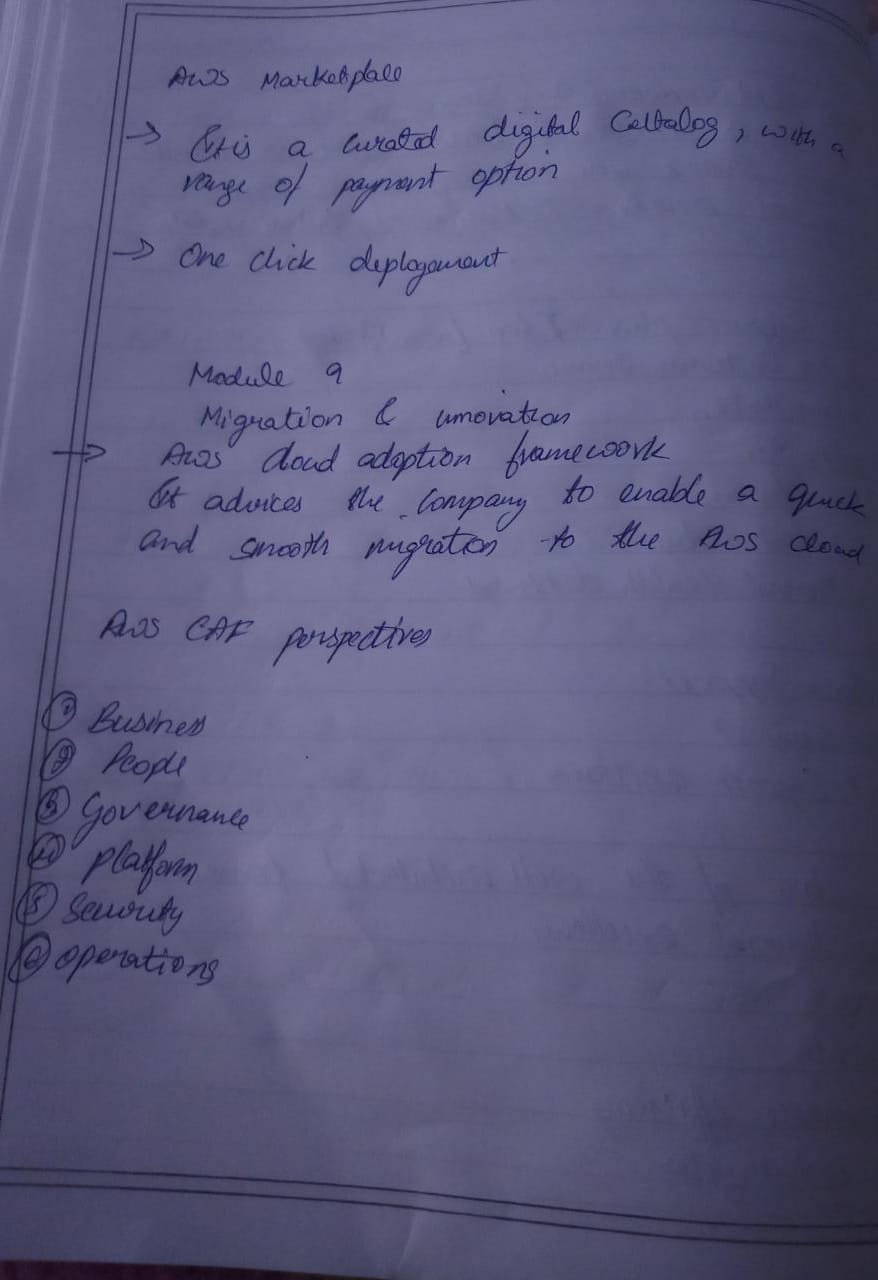 AWS Marketplace
→ It is a curated digital Caltalog, with a
range of payment option
→ One click deplogement
Module 9
Migration & innovation
→ AWS cloud adoption framework
It advices the company to enable a quick
and smooth migration to the AWS cloud
AWS CAF perspectives
① Business
② People
③ Governance
④ platform
⑤ Security
⑥ operations